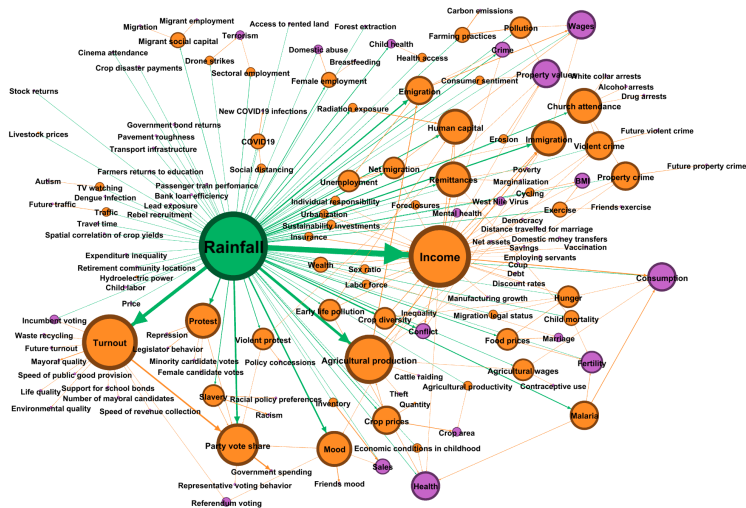 Carbon emissions
Migrant employment
Migration
Access to rented land
Forest extraction
Pollution
Wages
Terrorism
Farming practices
Migrant social capital
Child health
Crime
Cinema attendance
Domestic abuse
Health access
Drone strikes
Breastfeeding
Crop disaster payments
Sectoral employment
Property values
White collar arrests
Female employment
Consumer sentiment
Alcohol arrests
Stock returns
Emigration
Drug arrests
Church attendance
New COVID19 infections
Radiation exposure
Government bond returns
Human capital
Future violent crime
Livestock prices
Pavement roughness
COVID19
Erosion
Immigration
Violent crime
Transport infrastructure
Social distancing
Net migration
Poverty
Future property crime
Farmers returns to education
Unemployment
Remittances
Marginalization
BMI
Property crime
Autism
TV watching
Passenger train perfomance
Cycling
Dengue infection
Bank loan efficiency
Individual responsibility
Foreclosures
West Nile Virus
Future traffic
Lead exposure
Urbanization
Mental health
Exercise
Friends exercise
Traffic
Rebel recruitment
Sustainability investments
Democracy
Travel time
Distance travelled for marriage
Spatial correlation of crop yields
Insurance
Net assets
Domestic money transfers
Rainfall
Savings
Vaccination
Expenditure inequality
Income
Employing servants
Retirement community locations
Wealth
Sex ratio
Coup
Hydroelectric power
Debt
Consumption
Child labor
Labor force
Discount rates
Price
Manufacturing growth
Hunger
Early life pollution
Inequality
Incumbent voting
Protest
Crop diversity
Migration legal status
Child mortality
Conflict
Waste recycling
Repression
Violent protest
Food prices
Marriage
Turnout
Future turnout
Legislator behavior
Mayoral quality
Minority candidate votes
Policy concessions
Agricultural production
Fertility
Speed of public good provision
Female candidate votes
Agricultural wages
Cattle raiding
Life quality
Support for school bonds
Agricultural productivity
Contraceptive use
Number of mayoral candidates
Slavery
Racial policy preferences
Theft
Environmental quality
Inventory
Quantity
Speed of revenue collection
Racism
Crop prices
Malaria
Crop area
Party vote share
Mood
Economic conditions in childhood
Government spending
Sales
Representative voting behavior
Friends mood
Health
Referendum voting